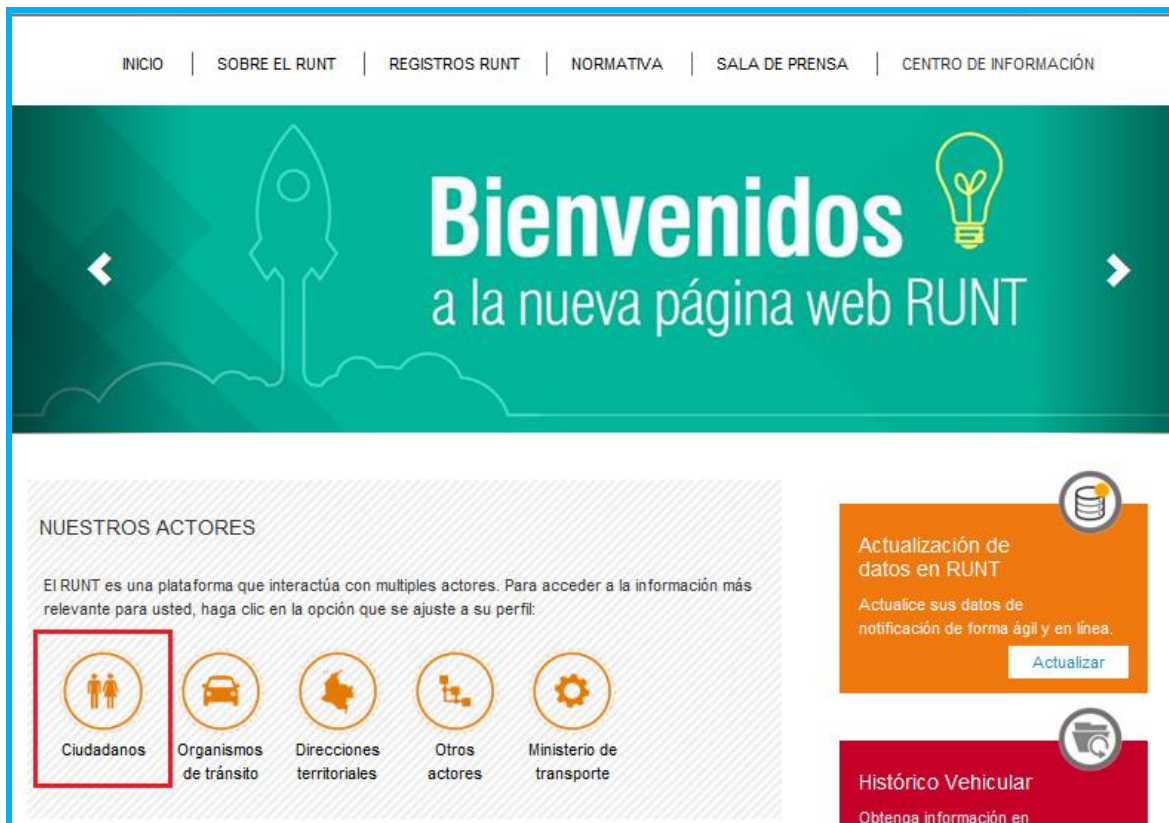 INICIO | SOBRE EL RUNT | REGISTROS RUNT | NORMATIVA | SALA DE PRENSA | CENTRO DE INFORMACIÓN
Bienvenidos
a la nueva página web RUNT
NUESTROS ACTORES
El RUNT es una plataforma que interactúa con multiples actores. Para acceder a la información más
relevante para usted, haga clic en la opción que se ajuste a su perfil:
Ciudadanos
Organismos
de tránsito
Direcciones
territoriales
Otros
actores
Ministerio de
transporte
Actualización de
datos en RUNT
Actualice sus datos de
notificación de forma ágil y en línea.
Actualizar
Histórico Vehicular
Obtenga información en